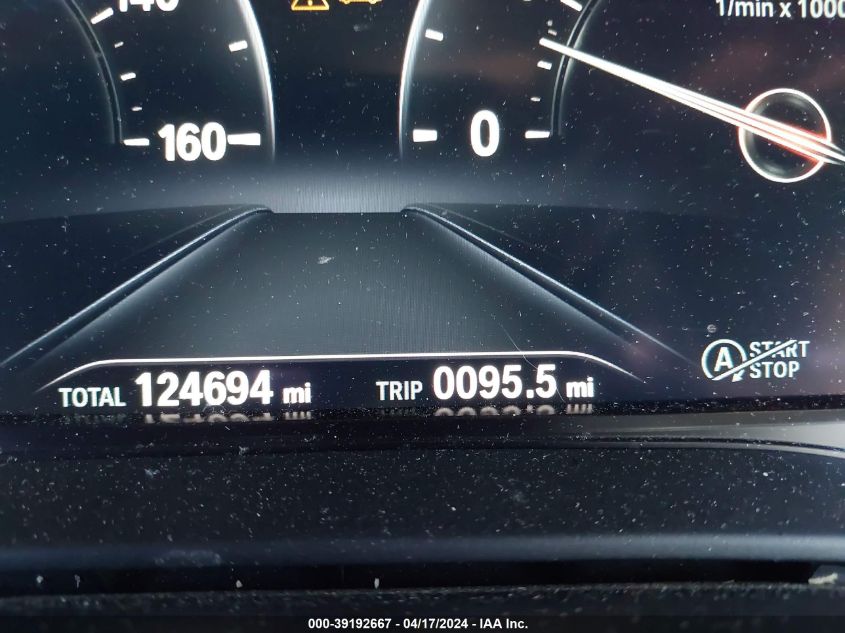 140
1/min x 1000
160
0
TOTAL 124694 mi
TRIP 0095.5 mi
A START STOP
000-39192667 - 04/17/2024 - IAA Inc.